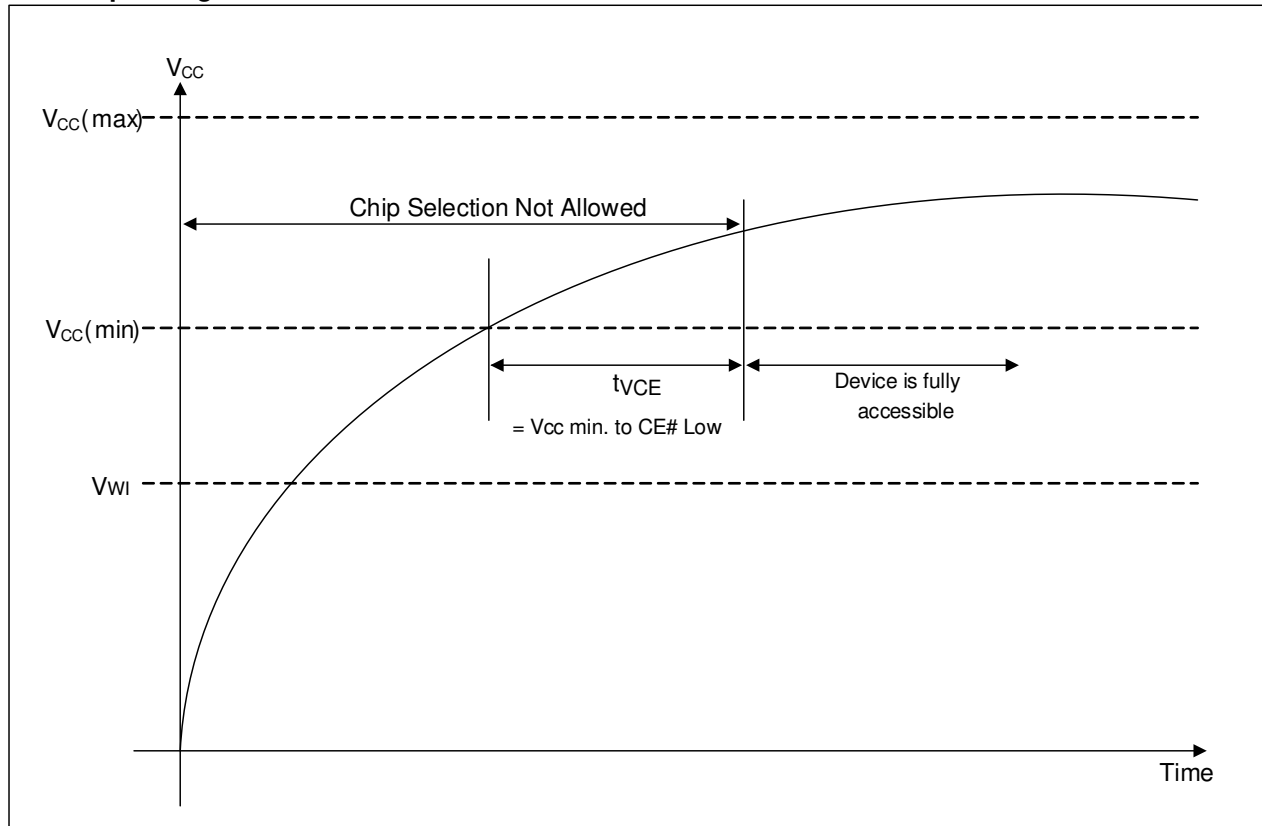 VCC
VCC(max)
Chip Selection Not Allowed
VCC(min)
tVCE
Device is fully
accessible
= Vcc min. to CE# Low
VWI
Time